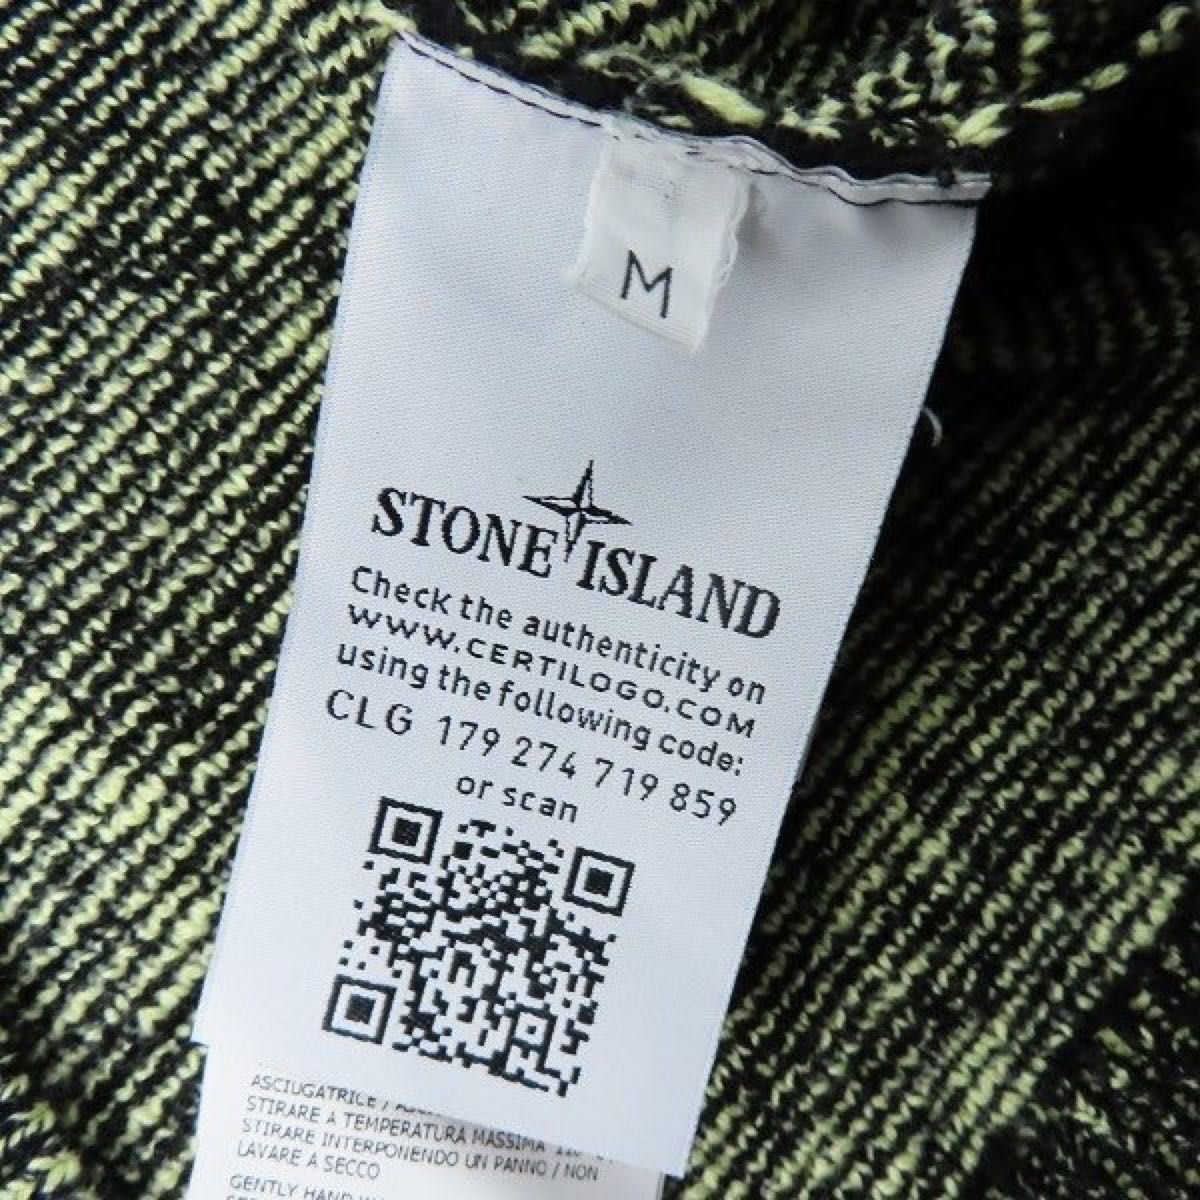 M
STONE ISLAND
Check the authenticity on
WWW.CERTILOGO.COM
using the following code:
CLG 179 274 719 859
or scan
ASCIUGATRICE /
STIRARE A TEMPERATURA MASSIMA
STIRARE INTERPONENDO UN PANNO / NON
LAVARE A SECCO
GENTLY HAND